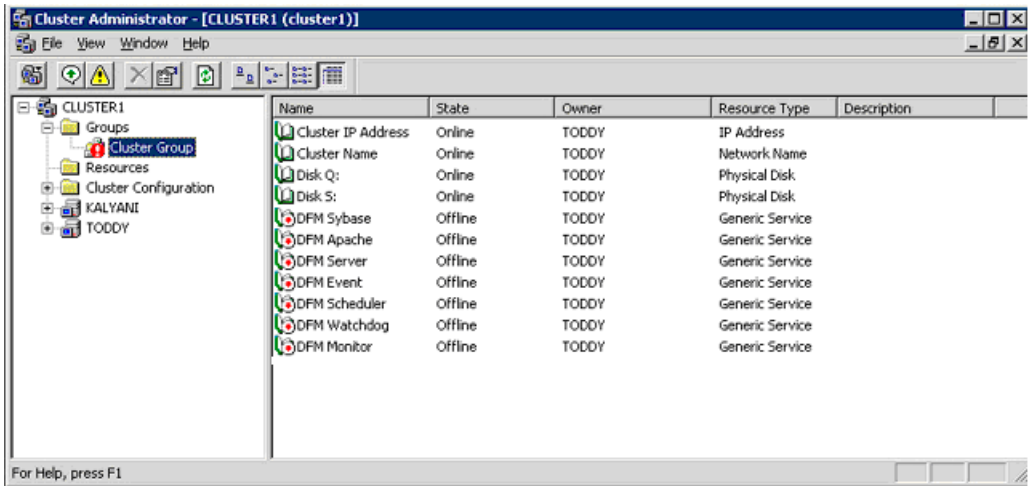 Cluster Administrator - [CLUSTER1 (cluster1)]
File View Window Help
CLUSTER1
Groups
Cluster Group
Resources
Cluster Configuration
KALYANI
TODDY
Name State Owner Resource Type Description
Cluster IP Address Online TODDY IP Address
Cluster Name Online TODDY Network Name
Disk Q: Online TODDY Physical Disk
Disk S: Online TODDY Physical Disk
DFM Sybase Offline TODDY Generic Service
DFM Apache Offline TODDY Generic Service
DFM Server Offline TODDY Generic Service
DFM Event Offline TODDY Generic Service
DFM Scheduler Offline TODDY Generic Service
DFM Watchdog Offline TODDY Generic Service
DFM Monitor Offline TODDY Generic Service
For Help, press F1